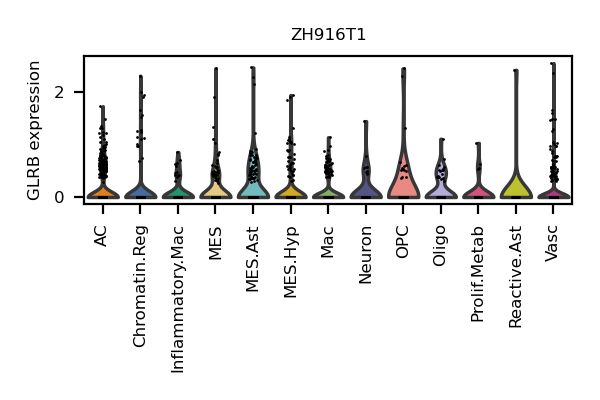 ZH916T1
GLRB expression
2
0
AC
Chromatin.Reg
Inflammatory.Mac
MES
MES.Ast
MES.Hyp
Mac
Neuron
OPC
Oligo
Prolif.Metab
Reactive.Ast
Vasc